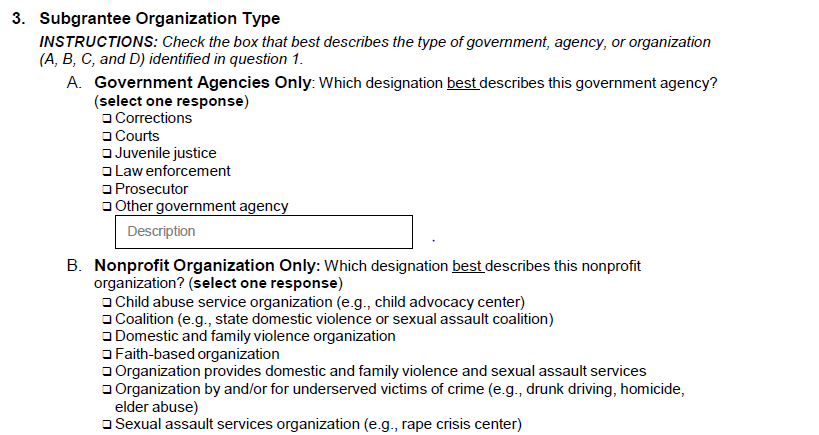 3. Subgrantee Organization Type
INSTRUCTIONS: Check the box that best describes the type of government, agency, or organization
(A, B, C, and D) identified in question 1.
A. Government Agencies Only: Which designation best describes this government agency?
(select one response)
❑ Corrections
❑ Courts
❑ Juvenile justice
❑ Law enforcement
❑ Prosecutor
❑ Other government agency
Description
B. Nonprofit Organization Only: Which designation best describes this nonprofit
organization? (select one response)
❑ Child abuse service organization (e.g., child advocacy center)
❑ Coalition (e.g., state domestic violence or sexual assault coalition)
❑ Domestic and family violence organization
❑ Faith-based organization
❑ Organization provides domestic and family violence and sexual assault services
❑ Organization by and/or for underserved victims of crime (e.g., drunk driving, homicide,
elder abuse)
❑ Sexual assault services organization (e.g., rape crisis center)